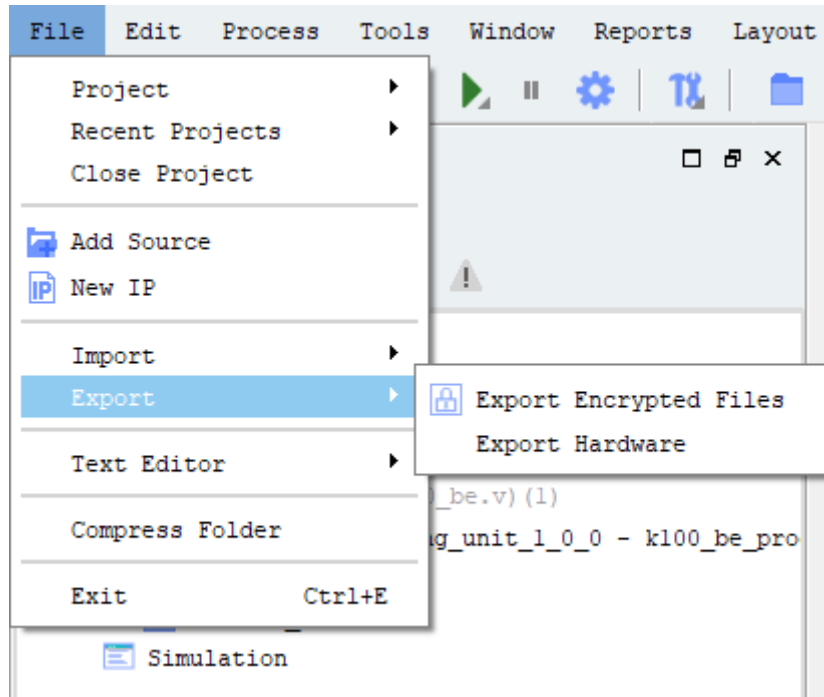 File Edit Process Tools Window Reports Layout
Project
Recent Projects
Close Project
Add Source
IP New IP
Import
Export
Export Encrypted Files
Export Hardware
Text Editor
_be.v)(1)
Compress Folder
g_unit_1_0_0 - k100_be_pro
Exit Ctrl+E
Simulation